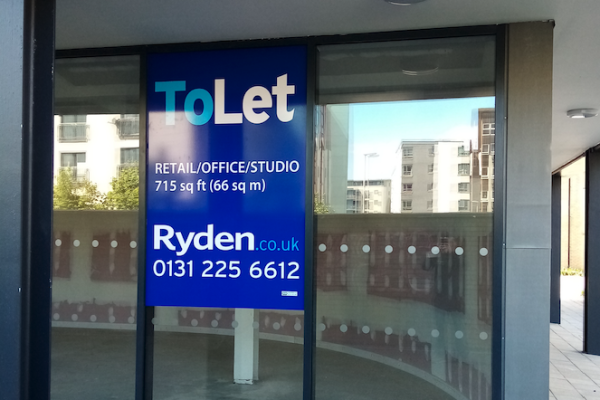 ToLet
RETAIL/OFFICE/STUDIO
715 sq ft (66 sq m)
Ryden.co.uk
0131 225 6612